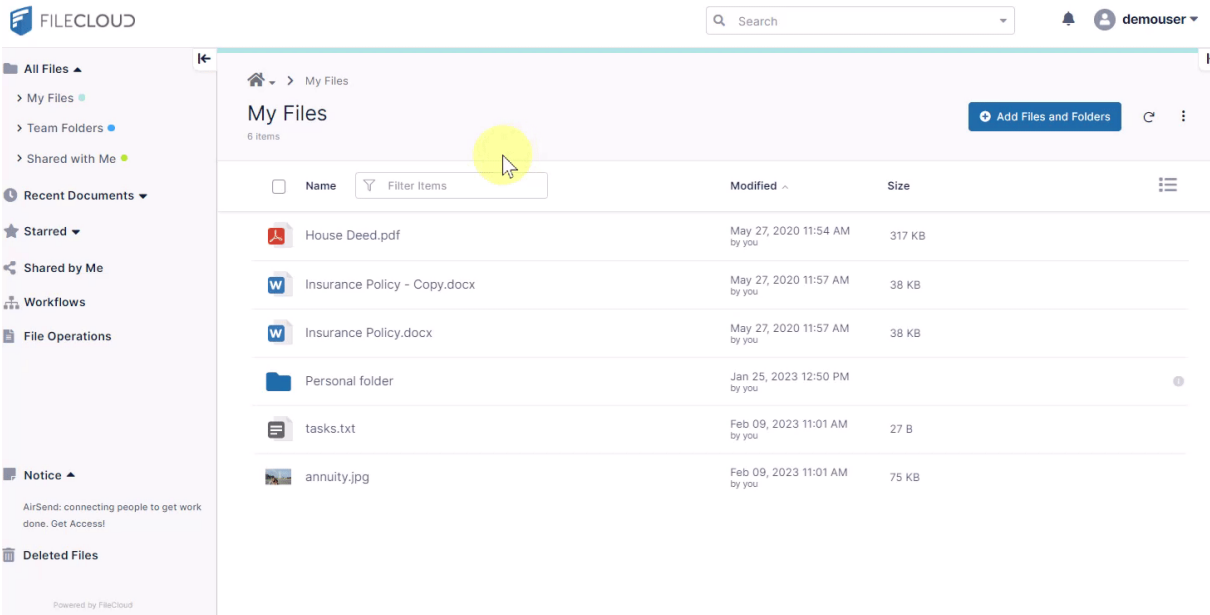 FILECLOUD
Search
demouser
All Files
My Files
Team Folders
Shared with Me
Recent Documents
Starred
Shared by Me
Workflows
File Operations
Notice
AirSend: connecting people to get work
done. Get Access!
Deleted Files
Powered by FileCloud
My Files
My Files
6 items
Add Files and Folders
Name
Filter Items
Modified
Size
House Deed.pdf
May 27, 2020 11:54 AM
by you
317 KB
W
Insurance Policy - Copy.docx
May 27, 2020 11:57 AM
by you
38 KB
W
Insurance Policy.docx
May 27, 2020 11:57 AM
by you
38 KB
Personal folder
Jan 25, 2023 12:50 PM
by you
tasks.txt
Feb 09, 2023 11:01 AM
by you
27 B
annuity.jpg
Feb 09, 2023 11:01 AM
by you
75 KB